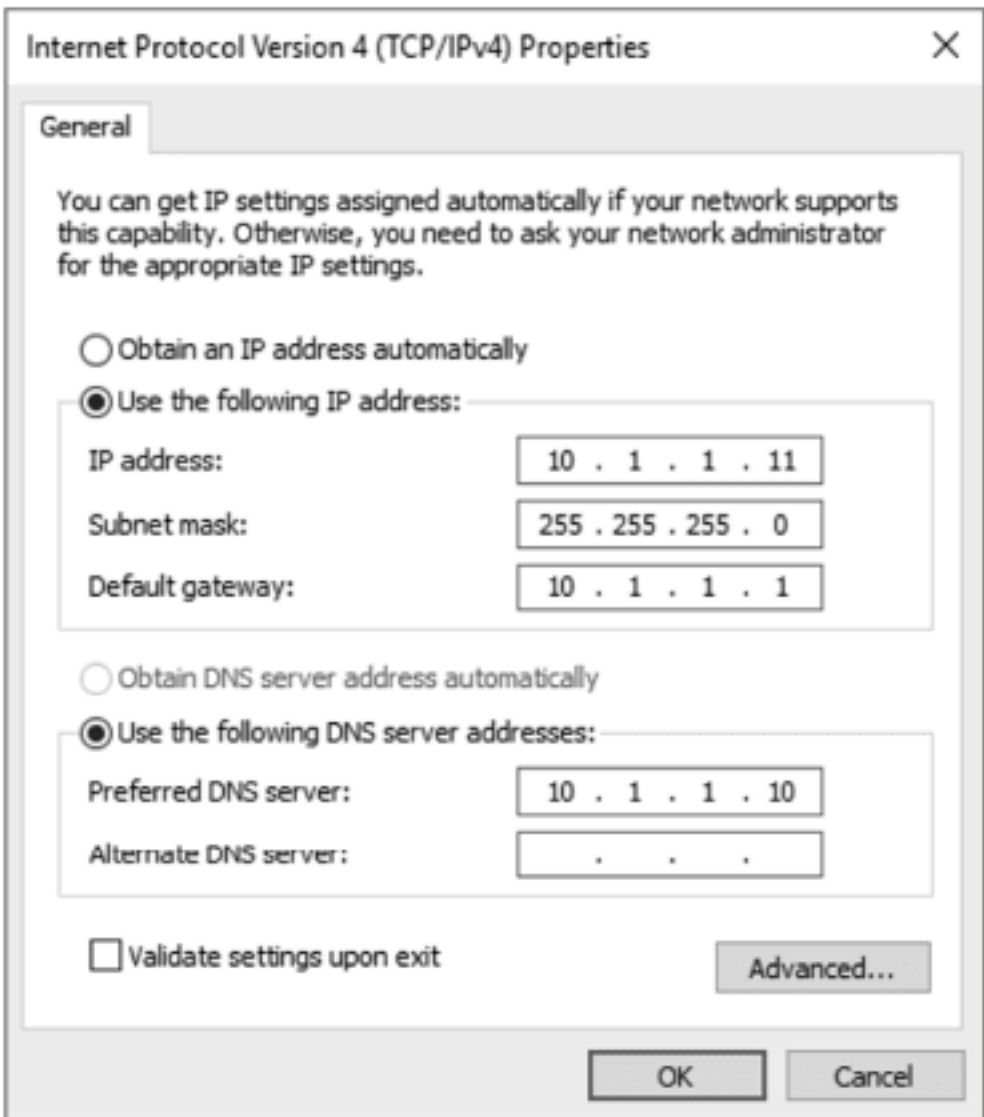 Internet Protocol Version 4 (TCP/IPv4) Properties
General
You can get IP settings assigned automatically if your network supports
this capability. Otherwise, you need to ask your network administrator
for the appropriate IP settings.
Obtain an IP address automatically
Use the following IP address:
IP address: 10 . 1 . 1 . 11
Subnet mask: 255 . 255 . 255 . 0
Default gateway: 10 . 1 . 1 . 1
Obtain DNS server address automatically
Use the following DNS server addresses:
Preferred DNS server: 10 . 1 . 1 . 10
Alternate DNS server: . . .
Validate settings upon exit
Advanced...
OK Cancel